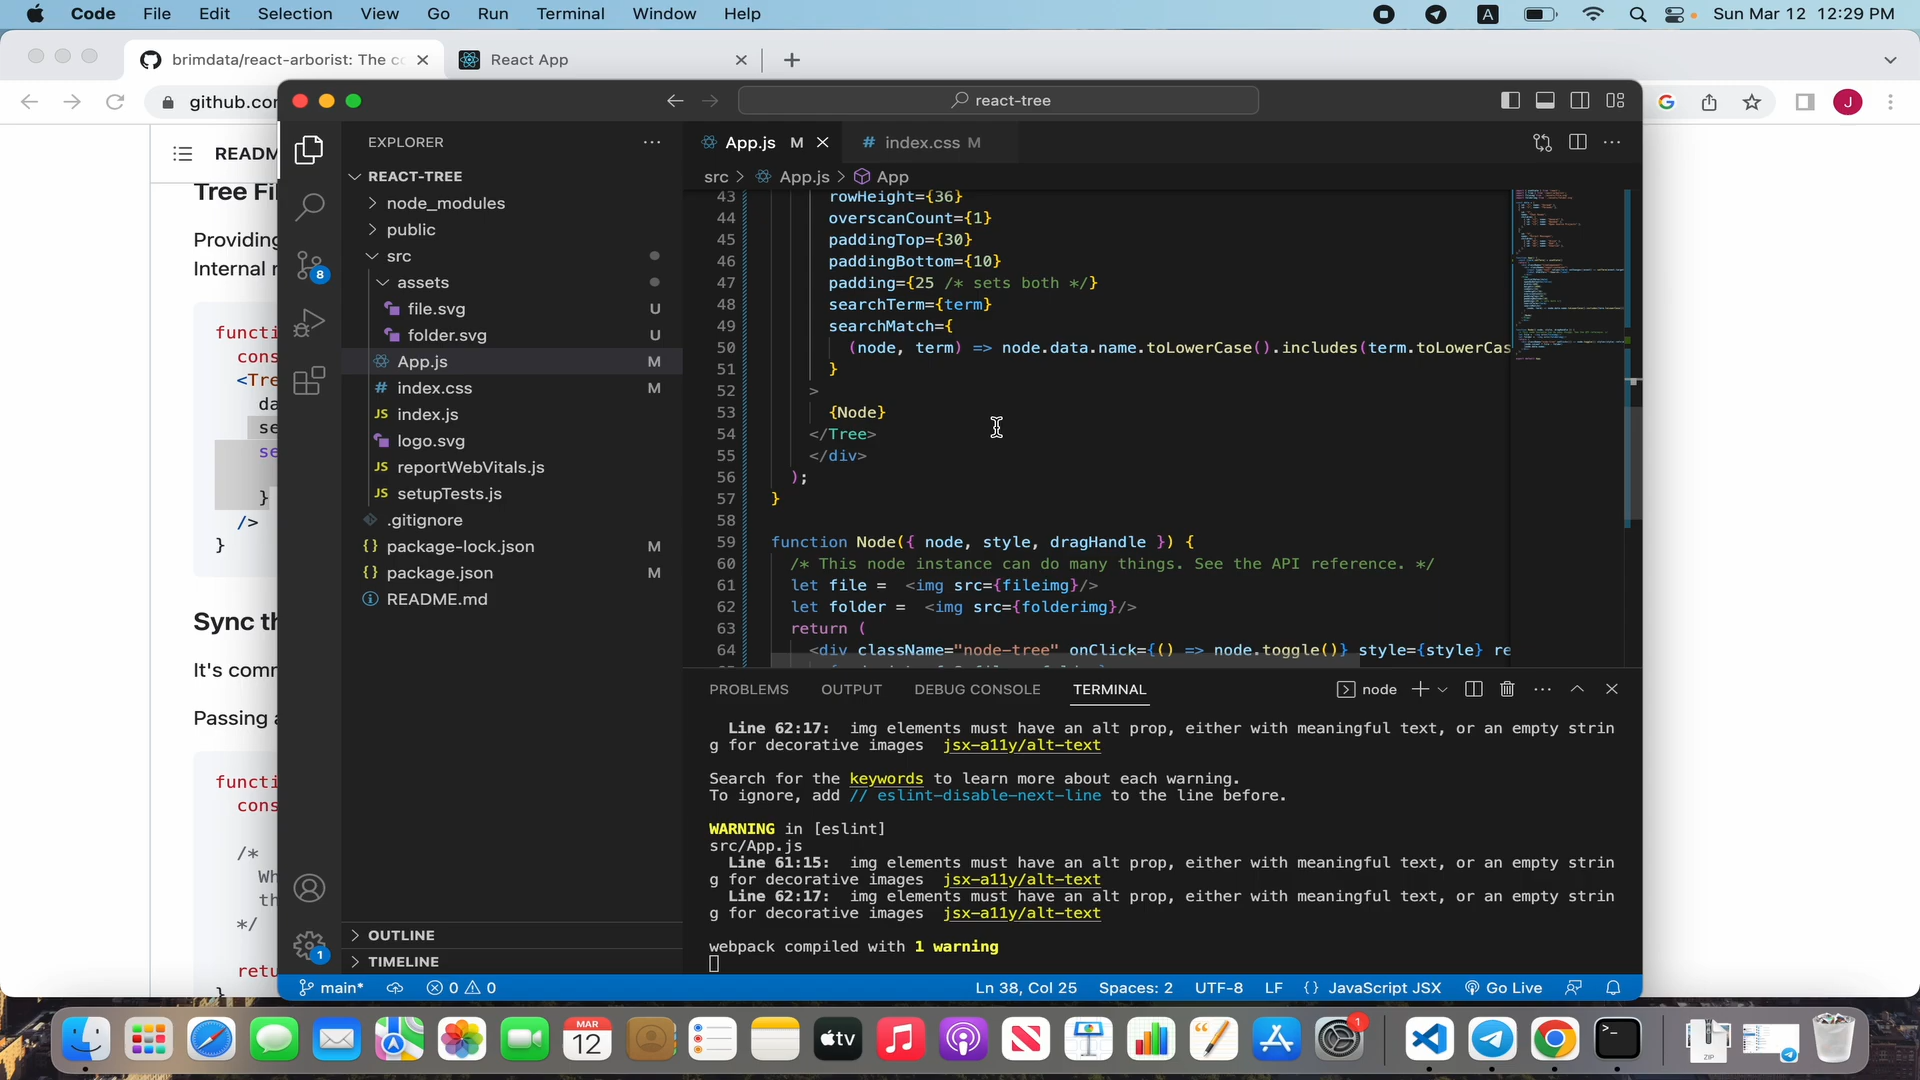 Code File Edit Selection View Go Run Terminal Window Help A Sun Mar 12 12:29 PM
brimdata/react-arborist: The c
React App
github.co
J
react-tree
READM
Tree Fi
Providing
Internal
functi
cons
<Tre
da
se
se
}
/>
}
Sync th
It's comm
Passing a
functi
cons
/*
Wh
th
*/
retu
}
EXPLORER
REACT-TREE
node_modules
public
src
assets
file.svg U
folder.svg U
App.js M
# index.css M
JS index.js
logo.svg
JS reportWebVitals.js
JS setupTests.js
.gitignore
{} package-lock.json M
{} package.json M
README.md
OUTLINE
TIMELINE
8
1
App.js M
# index.css M
src > App.js > App
43 rowHeight={36}
44 overscanCount={1}
45 paddingTop={30}
46 paddingBottom={10}
47 padding={25 /* sets both */}
48 searchTerm={term}
49 searchMatch={
50 (node, term) => node.data.name.toLowerCase().includes(term.toLowerCas
51 }
52 >
53 {Node}
54 </Tree>
55 </div>
56 );
57 }
58
59 function Node({ node, style, dragHandle }) {
60 /* This node instance can do many things. See the API reference. */
61 let file = <img src={fileimg}/>
62 let folder = <img src={folderimg}/>
63 return (
64 <div className="node-tree" onClick={() => node.toggle()} style={style} re
PROBLEMS OUTPUT DEBUG CONSOLE TERMINAL node
Line 62:17: img elements must have an alt prop, either with meaningful text, or an empty strin
g for decorative images jsx-a11y/alt-text
Search for the keywords to learn more about each warning.
To ignore, add // eslint-disable-next-line to the line before.
WARNING in [eslint]
src/App.js
Line 61:15: img elements must have an alt prop, either with meaningful text, or an empty strin
g for decorative images jsx-a11y/alt-text
Line 62:17: img elements must have an alt prop, either with meaningful text, or an empty strin
g for decorative images jsx-a11y/alt-text
webpack compiled with 1 warning
main* 0 0 Ln 38, Col 25 Spaces: 2 UTF-8 LF {} JavaScript JSX Go Live
MAR
12
tv
1
ZIP